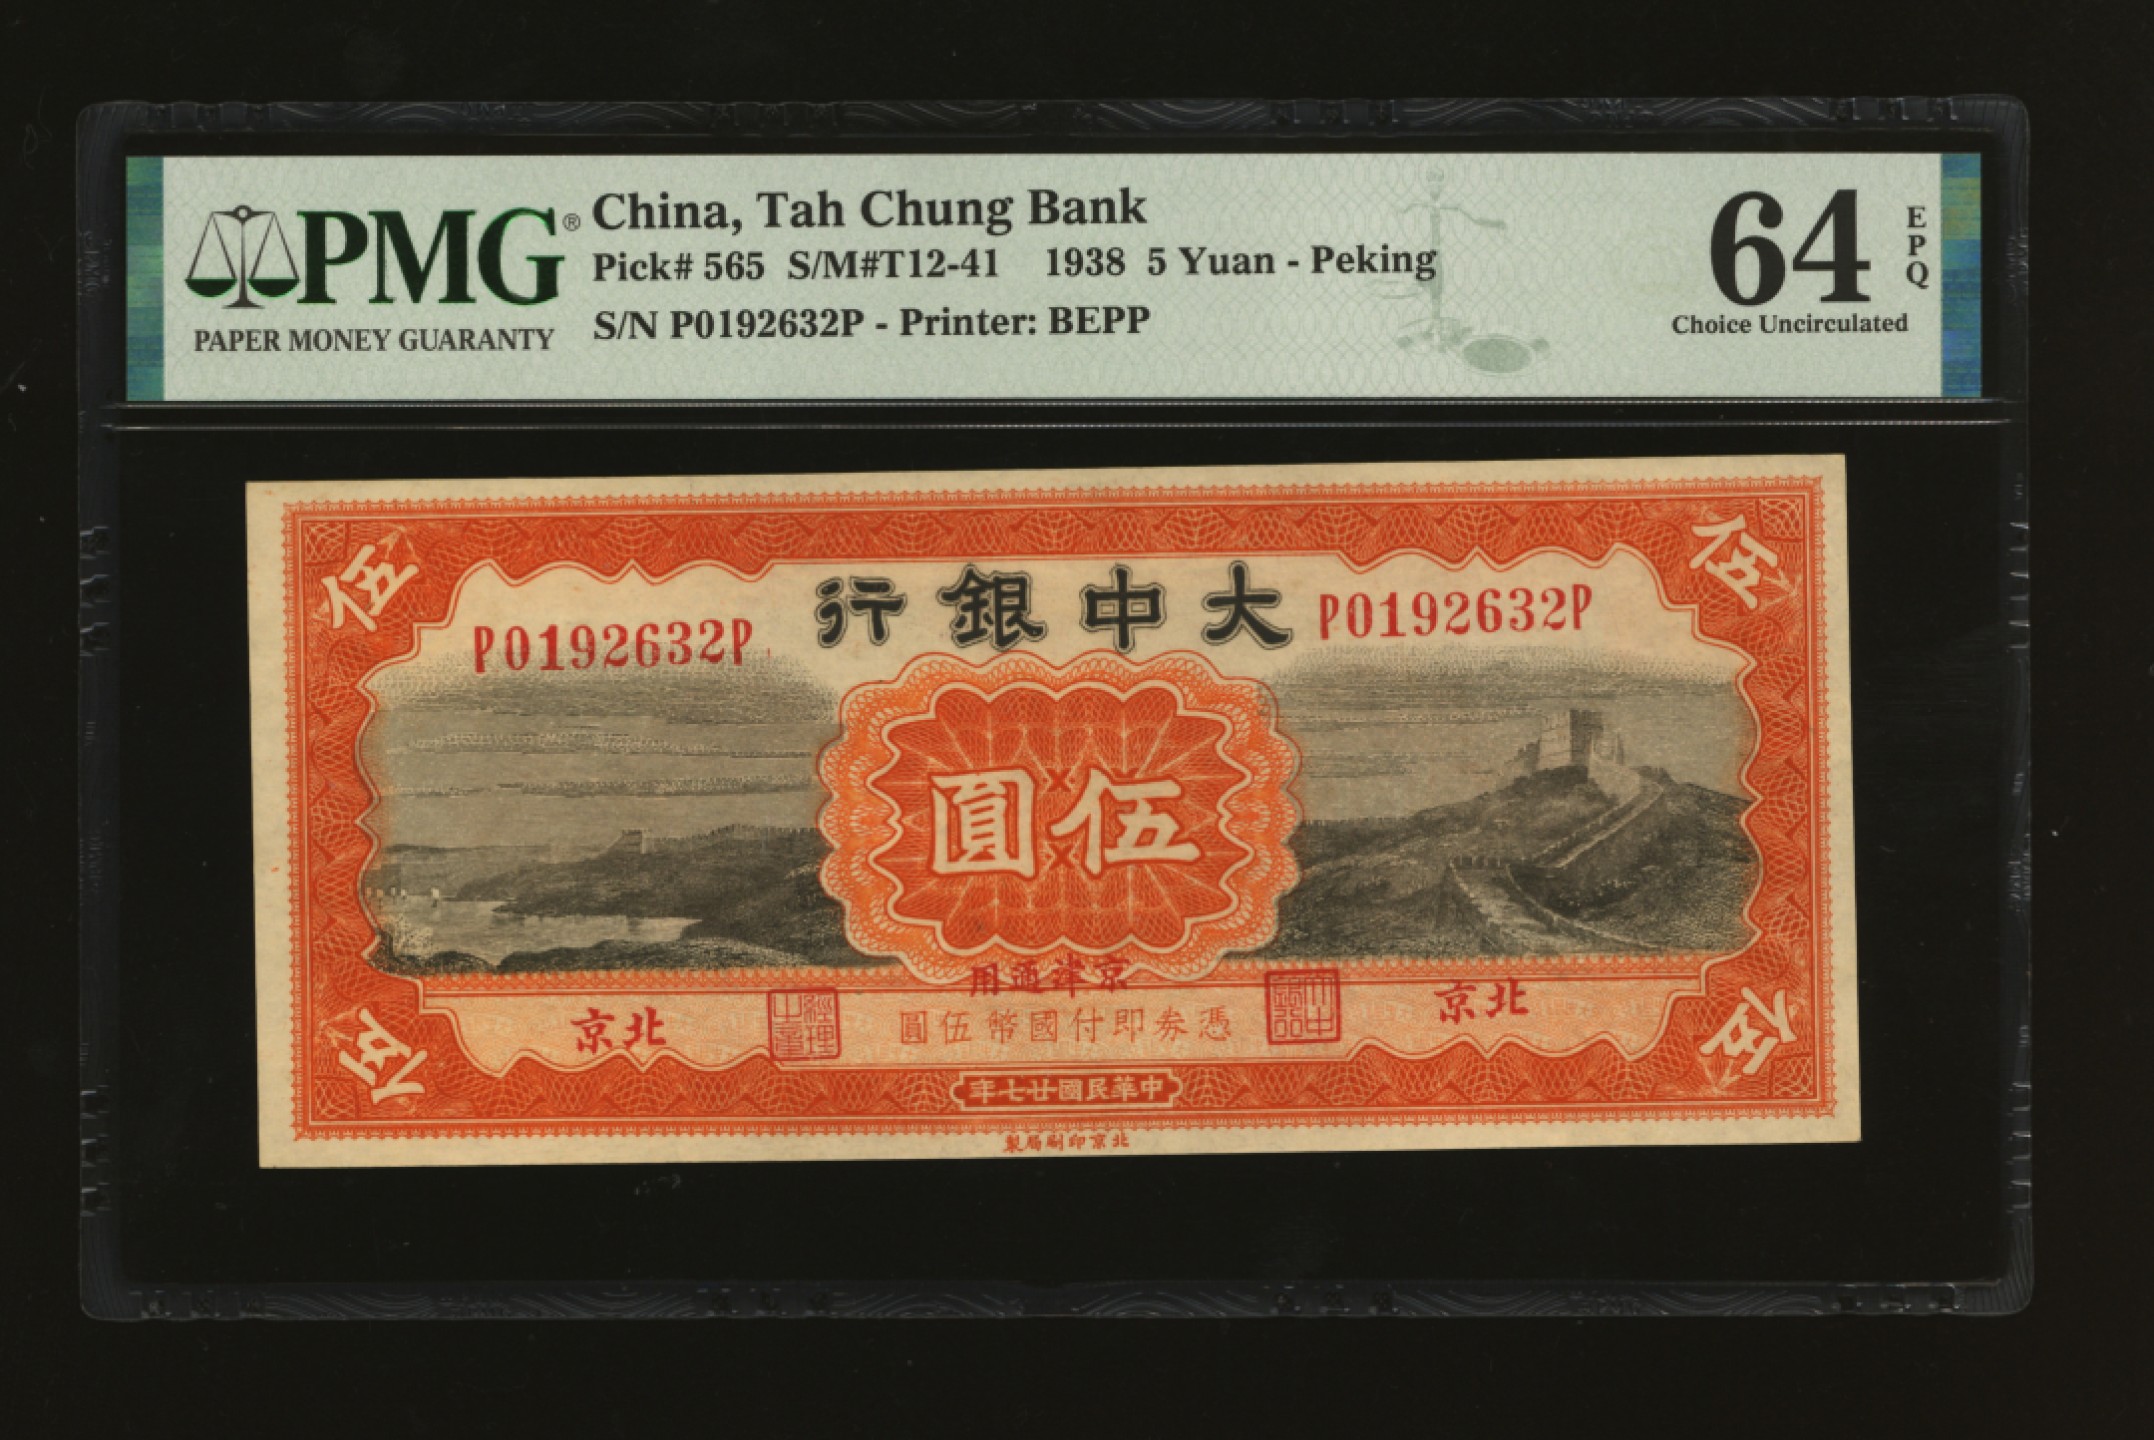 PMG®
PAPER MONEY GUARANTY
China, Tah Chung Bank
Pick# 565 S/M#T12-41 1938 5 Yuan - Peking
S/N P0192632P - Printer: BEPP
64
EPQ
Choice Uncirculated
伍
伍
大中銀行
P0192632P
P0192632P
伍圓
京津通用
北京
北京
憑券即付國幣伍圓
經理
伍
伍
中華民國廿七年
北京印刷局製